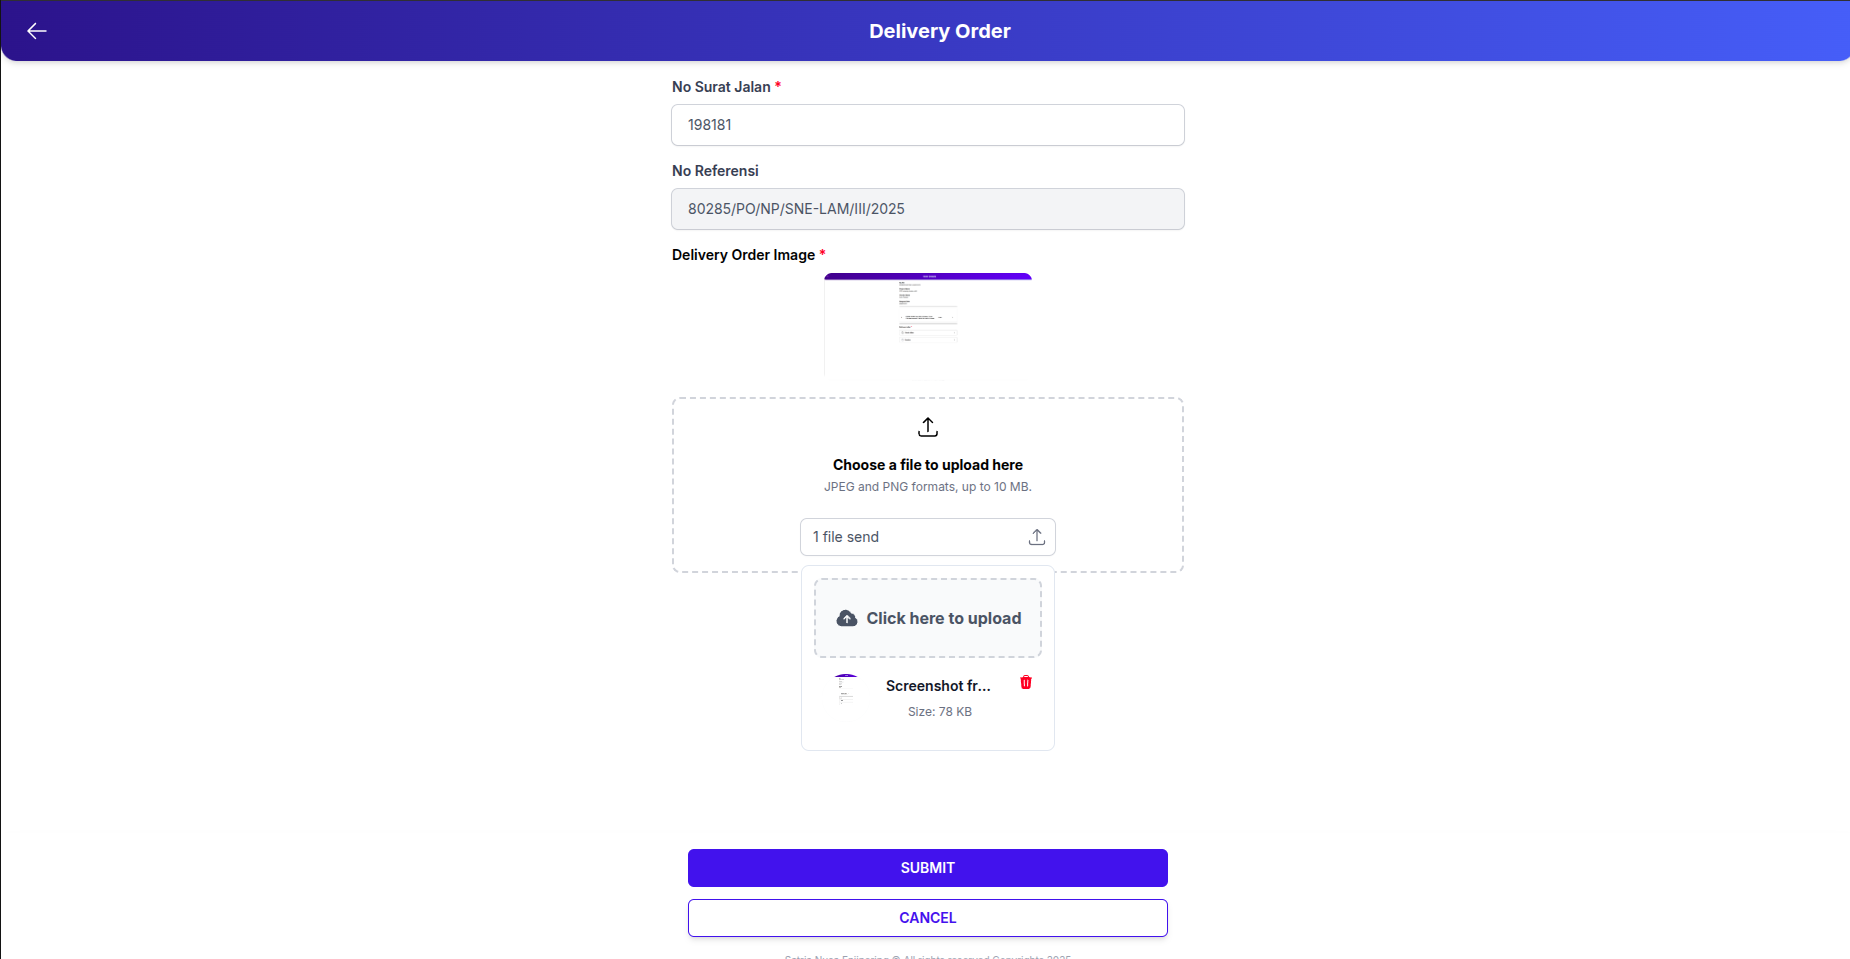 Delivery Order
No Surat Jalan *
198181
No Referensi
80285/PO/NP/SNE-LAM/III/2025
Delivery Order Image *
Choose a file to upload here
JPEG and PNG formats, up to 10 MB.
1 file send
Click here to upload
Screenshot fr...
Size: 78 KB
SUBMIT
CANCEL